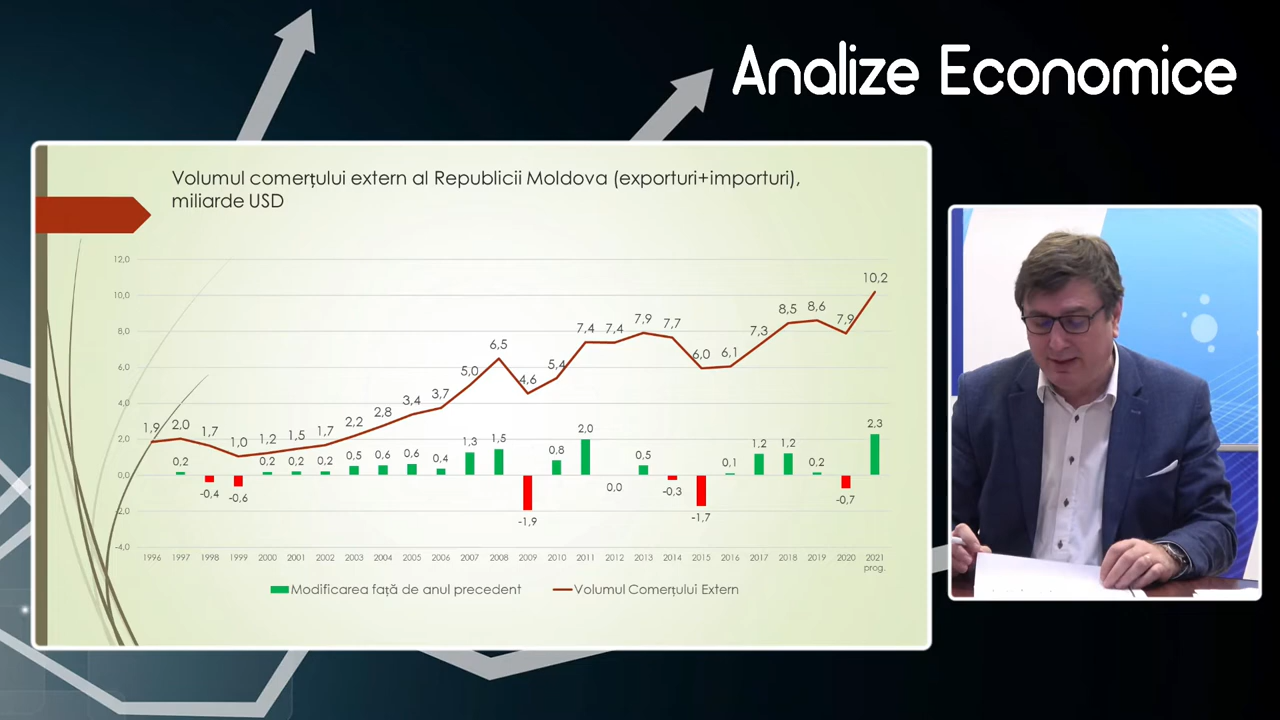 Analize Economice
Volumul comerțului extern al Republicii Moldova (exporturi+importuri),
miliarde USD
12,0
10,0
8,0
6,0
4,0
2,0
0,0
-2,0
-4,0
1,9 2,0 1,7 1,0 1,2 1,5 1,7 2,2 2,8 3,4 3,7 5,0 6,5 4,6 5,4 7,4 7,4 7,9 7,7 6,0 6,1 7,3 8,5 8,6 7,9 10,2
0,2 -0,4 -0,6 0,2 0,2 0,2 0,5 0,6 0,6 0,4 1,3 1,5 -1,9 0,8 2,0 0,0 0,5 -0,3 -1,7 0,1 1,2 1,2 0,2 -0,7 2,3
1996 1997 1998 1999 2000 2001 2002 2003 2004 2005 2006 2007 2008 2009 2010 2011 2012 2013 2014 2015 2016 2017 2018 2019 2020 2021
prog.
Modificarea față de anul precedent Volumul Comerțului Extern